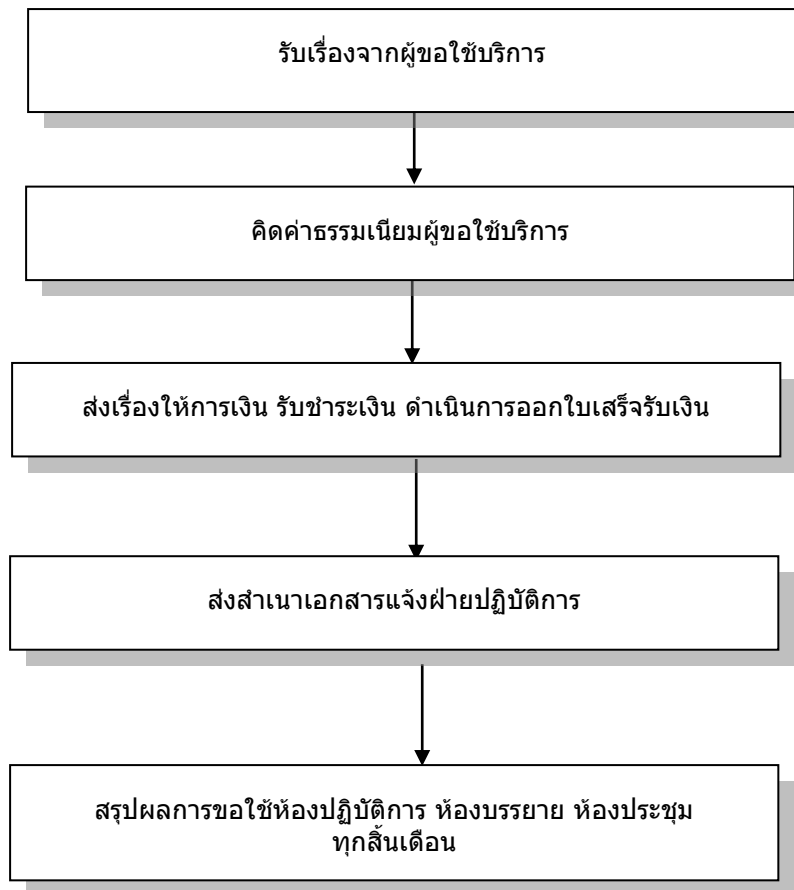 รับเรื่องจากผู้ขอใช้บริการ
คิดค่าธรรมเนียมผู้ขอใช้บริการ
ส่งเรื่องให้การเงิน รับชำระเงิน ดำเนินการออกใบเสร็จรับเงิน
ส่งสำเนาเอกสารแจ้งฝ่ายปฏิบัติการ
สรุปผลการขอใช้ห้องปฏิบัติการ ห้องบรรยาย ห้องประชุม
ทุกสิ้นเดือน